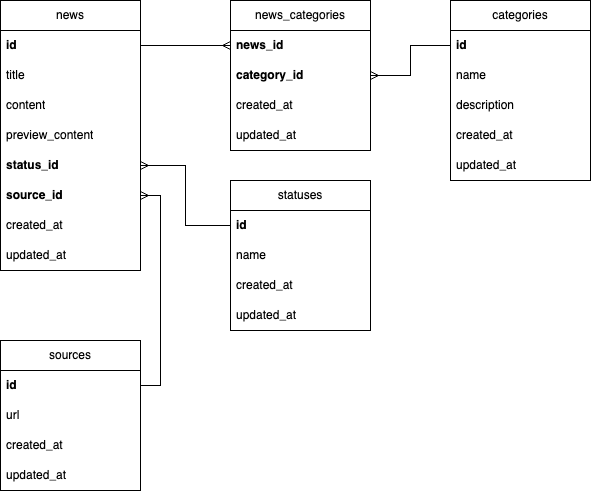 news
id
title
content
preview_content
status_id
source_id
created_at
updated_at
news_categories
news_id
category_id
created_at
updated_at
categories
id
name
description
created_at
updated_at
statuses
id
name
created_at
updated_at
sources
id
url
created_at
updated_at